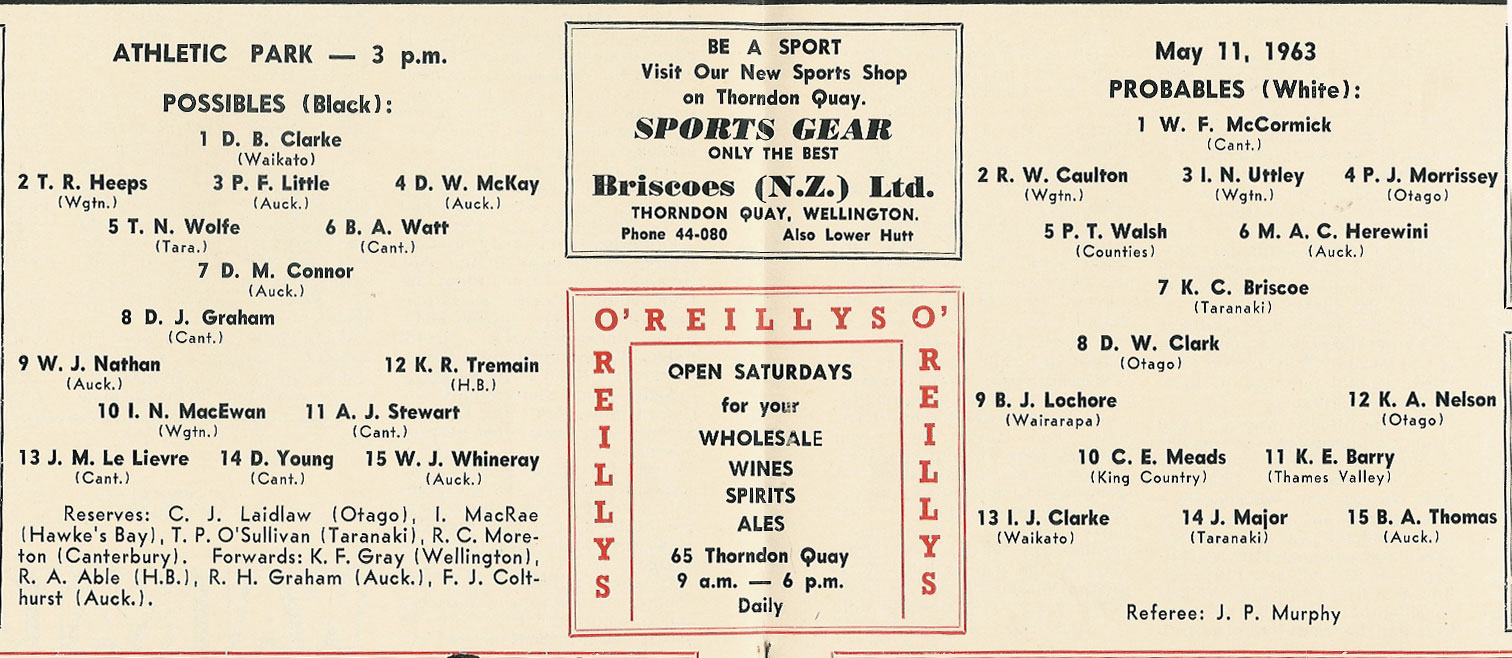 ATHLETIC PARK — 3 p.m.
POSSIBLES (Black):
1 D. B. Clarke
(Waikato)
2 T. R. Heeps 3 P. F. Little 4 D. W. McKay
(Wgtn.) (Auck.) (Auck.)
5 T. N. Wolfe 6 B. A. Watt
(Tara.) (Cant.)
7 D. M. Connor
(Auck.)
8 D. J. Graham
(Cant.)
9 W. J. Nathan 12 K. R. Tremain
(Auck.) (H.B.)
10 I. N. MacEwan 11 A. J. Stewart
(Wgtn.) (Cant.)
13 J. M. Le Lievre 14 D. Young 15 W. J. Whineray
(Cant.) (Cant.) (Auck.)
Reserves: C. J. Laidlaw (Otago), I. MacRae
(Hawke's Bay), T. P. O'Sullivan (Taranaki), R. C. More-
ton (Canterbury). Forwards: K. F. Gray (Wellington),
R. A. Able (H.B.), R. H. Graham (Auck.), F. J. Colt-
hurst (Auck.).
BE A SPORT
Visit Our New Sports Shop
on Thorndon Quay.
SPORTS GEAR
ONLY THE BEST
Briscoes (N.Z.) Ltd.
THORNDON QUAY, WELLINGTON.
Phone 44-080 Also Lower Hutt
O'REILLYS O'
REILLYS
REILLYS
OPEN SATURDAYS
for your
WHOLESALE
WINES
SPIRITS
ALES
65 Thorndon Quay
9 a.m. — 6 p.m.
Daily
May 11, 1963
PROBABLES (White):
1 W. F. McCormick
(Cant.)
2 R. W. Caulton 3 I. N. Uttley 4 P. J. Morrissey
(Wgtn.) (Wgtn.) (Otago)
5 P. T. Walsh 6 M. A. C. Herewini
(Counties) (Auck.)
7 K. C. Briscoe
(Taranaki)
8 D. W. Clark
(Otago)
9 B. J. Lochore 12 K. A. Nelson
(Wairarapa) (Otago)
10 C. E. Meads 11 K. E. Barry
(King Country) (Thames Valley)
13 I. J. Clarke 14 J. Major 15 B. A. Thomas
(Waikato) (Taranaki) (Auck.)
Referee: J. P. Murphy